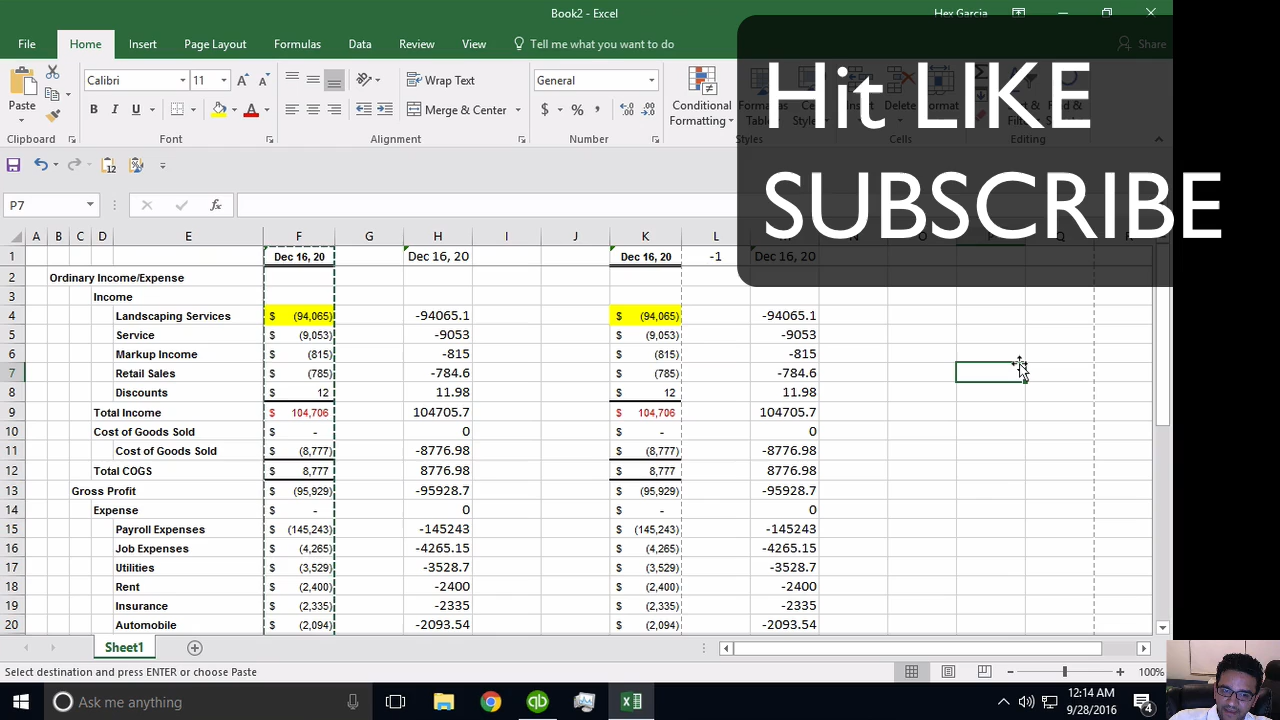 Book2 - Excel
Hex Garcia
File Home Insert Page Layout Formulas Data Review View Tell me what you want to do Share
Hit LIKE
SUBSCRIBE
Paste
Calibri 11
B I U
Wrap Text
Merge & Center
General
$ % ,
Conditional Formatting
Clipboard Font Alignment Number Styles Cells Editing
P7 fx
A B C D E F G H I J K L M N O P Q R
1 Dec 16, 20 Dec 16, 20 Dec 16, 20 -1 Dec 16, 20
2 Ordinary Income/Expense
3 Income
4 Landscaping Services $ (94,065) -94065.1 $ (94,065) -94065.1
5 Service $ (9,053) -9053 $ (9,053) -9053
6 Markup Income $ (815) -815 $ (815) -815
7 Retail Sales $ (785) -784.6 $ (785) -784.6
8 Discounts $ 12 11.98 $ 12 11.98
9 Total Income $ 104,706 104705.7 $ 104,706 104705.7
10 Cost of Goods Sold $ - 0 $ - 0
11 Cost of Goods Sold $ (8,777) -8776.98 $ (8,777) -8776.98
12 Total COGS $ 8,777 8776.98 $ 8,777 8776.98
13 Gross Profit $ (95,929) -95928.7 $ (95,929) -95928.7
14 Expense $ - 0 $ - 0
15 Payroll Expenses $ (145,243) -145243 $ (145,243) -145243
16 Job Expenses $ (4,265) -4265.15 $ (4,265) -4265.15
17 Utilities $ (3,529) -3528.7 $ (3,529) -3528.7
18 Rent $ (2,400) -2400 $ (2,400) -2400
19 Insurance $ (2,335) -2335 $ (2,335) -2335
20 Automobile $ (2,094) -2093.54 $ (2,094) -2093.54
Sheet1
Select destination and press ENTER or choose Paste 100%
Ask me anything
12:14 AM
9/28/2016
4